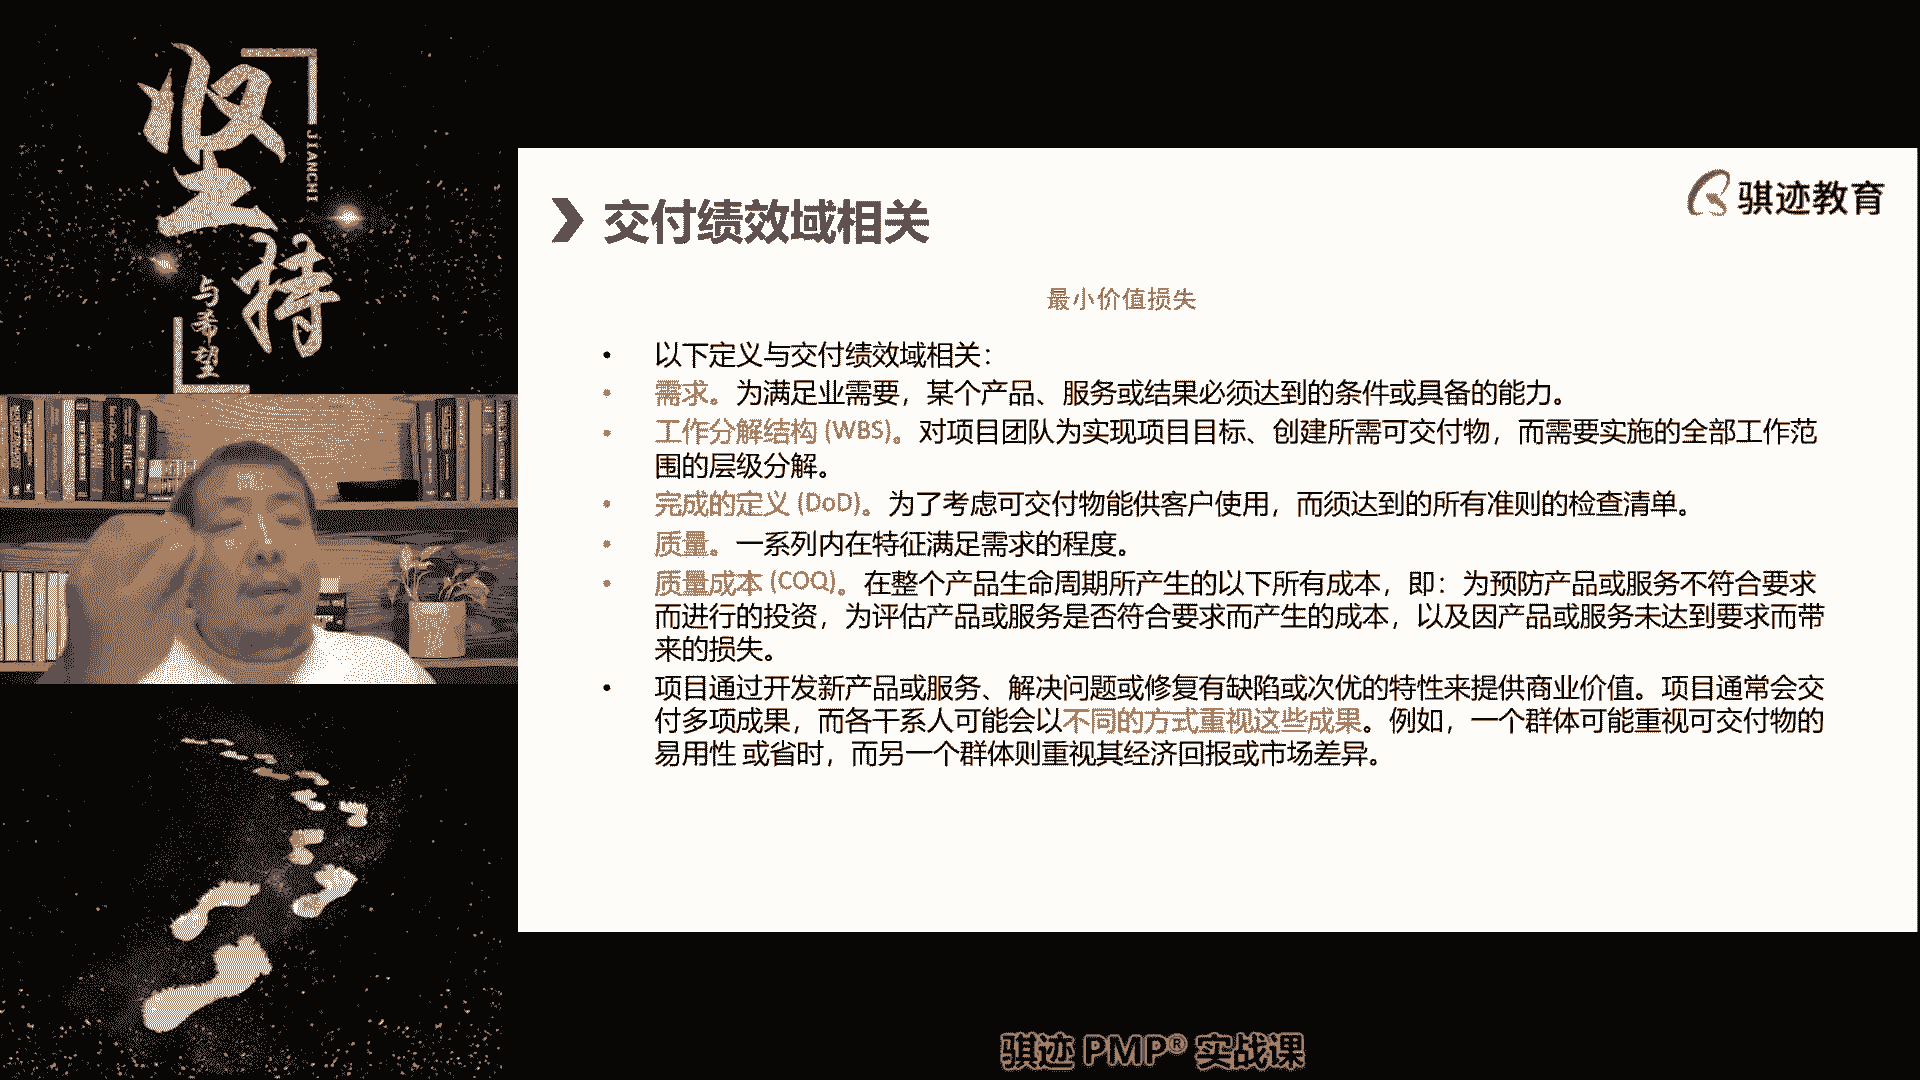 坚持
JIANCHI
与希望
骐迹教育
交付绩效域相关
最小价值损失
• 以下定义与交付绩效域相关：
• 需求。为满足业需要，某个产品、服务或结果必须达到的条件或具备的能力。
• 工作分解结构 (WBS)。对项目团队为实现项目目标、创建所需可交付物，而需要实施的全部工作范
围的层级分解。
• 完成的定义 (DoD)。为了考虑可交付物能供客户使用，而须达到的所有准则的检查清单。
• 质量。一系列内在特征满足需求的程度。
• 质量成本 (COQ)。在整个产品生命周期所产生的以下所有成本，即：为预防产品或服务不符合要求
而进行的投资，为评估产品或服务是否符合要求而产生的成本，以及因产品或服务未达到要求而带
来的损失。
• 项目通过开发新产品或服务、解决问题或修复有缺陷或次优的特性来提供商业价值。项目通常会交
付多项成果，而各干系人可能会以不同的方式重视这些成果。例如，一个群体可能重视可交付物的
易用性 或省时，而另一个群体则重视其经济回报或市场差异。
骐迹 PMP® 实战课